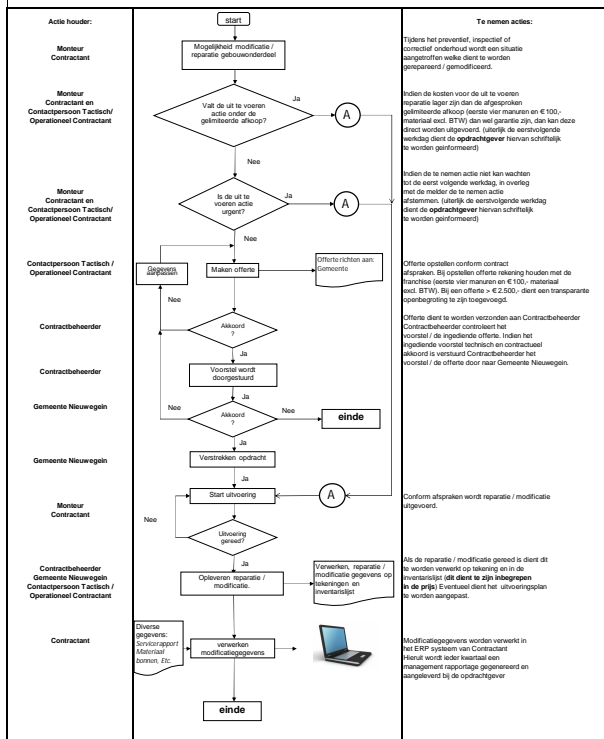 Actie houder:
start
Te nemen acties:
Monteur
Contractant
Mogelijkheid modificatie /
reparatie gebouwonderdeel
Tijdens het preventief, inspectief of
correctief onderhoud wordt een situatie
aangetroffen welke dient te worden
gerepareerd / gemodificeerd.
Monteur
Contractant en
Contactpersoon Tactisch/
Operationeel Contractant
Valt de uit te voeren
actie onder de
gelimiteerde afkoop?
Ja
A
Nee
Indien de kosten voor de uit te voeren
reparatie lager zijn dan de afgesproken
gelimiteerde afkoop (eerste vier manuren en € 100,-
materiaal excl. BTW) dan wel garantie zijn, dan kan deze
direct worden uitgevoerd. (uiterlijk de eerstvolgende
werkdag dient de opdrachtgever hiervan schriftelijk
te worden geinformeerd)
Monteur
Contractant en
Contactpersoon Tactisch/
Operationeel Contractant
Is de uit te
voeren actie
urgent?
Ja
A
Nee
Indien de te nemen actie niet kan wachten
tot de eerst volgende werkdag, in overleg
met de melder de te nemen actie
afstemmen. (uiterlijk de eerstvolgende werkdag
dient de opdrachtgever hiervan schriftelijk
te worden geinformeerd)
Contactpersoon Tactisch /
Operationeel Contractant
Gegevens
aanpassen
Maken offerte
Offerte richten aan:
Gemeente
Nee
Offerte opstellen conform contract
afspraken. Bij opstellen offerte rekening houden met de
franchise (eerste vier manuren en € 100,- materiaal
excl. BTW). Bij een offerte > € 2.500,- dient een transparante
openbegroting te zijn toegevoegd.
Contractbeheerder
Akkoord
?
Ja
Offerte dient te worden verzonden aan Contractbeheerder
Contractbeheerder controleert het
voorstel / de ingediende offerte. Indien het
ingediende voorstel technisch en contractueel
akkoord is verstuurd Contractbeheerder het
voorstel / de offerte door naar Gemeente Nieuwegein.
Contractbeheerder
Voorstel wordt
doorgestuurd
Ja
Gemeente Nieuwegein
Nee
Akkoord
?
Nee
einde
Ja
Gemeente Nieuwegein
Verstrekken opdracht
Ja
Monteur
Contractant
Start uitvoering
A
Nee
Conform afspraken wordt reparatie / modificatie
uitgevoerd.
Uitvoering
gereed?
Ja
Contractbeheerder
Gemeente Nieuwegein
Contactpersoon Tactisch /
Operationeel Contractant
Opleveren reparatie /
modificatie.
Verwerken, reparatie /
modificatie gegevens op
tekeningen en
inventarislijst
Als de reparatie / modificatie gereed is dient dit
te worden verwerkt op tekening en in de
inventarislijst (dit dient te zijn inbegrepen
in de prijs) Eventueel dient het uitvoeringsplan
te worden aangepast.
Contractant
Diverse
gegevens:
Servicerapport
Materiaal
bonnen, Etc.
verwerken
modificatiegegevens
Modificatiegegevens worden verwerkt in
het ERP systeem van Contractant
Hieruit wordt ieder kwartaal een
management rapportage gegenereerd en
aangeleverd bij de opdrachtgever
einde